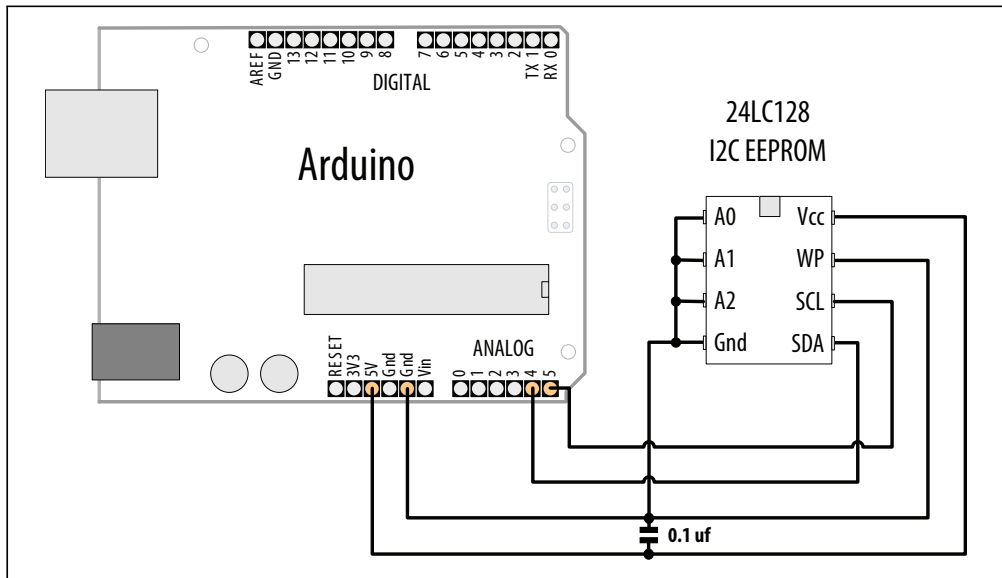 AREF
GND
13
12
11
10
9
8
7
6
5
4
3
2
TX 1
RX 0
DIGITAL
Arduino
24LC128
I2C EEPROM
A0
Vcc
A1
WP
A2
SCL
Gnd
SDA
RESET
3V3
5V
Gnd
Gnd
Vin
ANALOG
0
1
2
3
4
5
0.1 uf